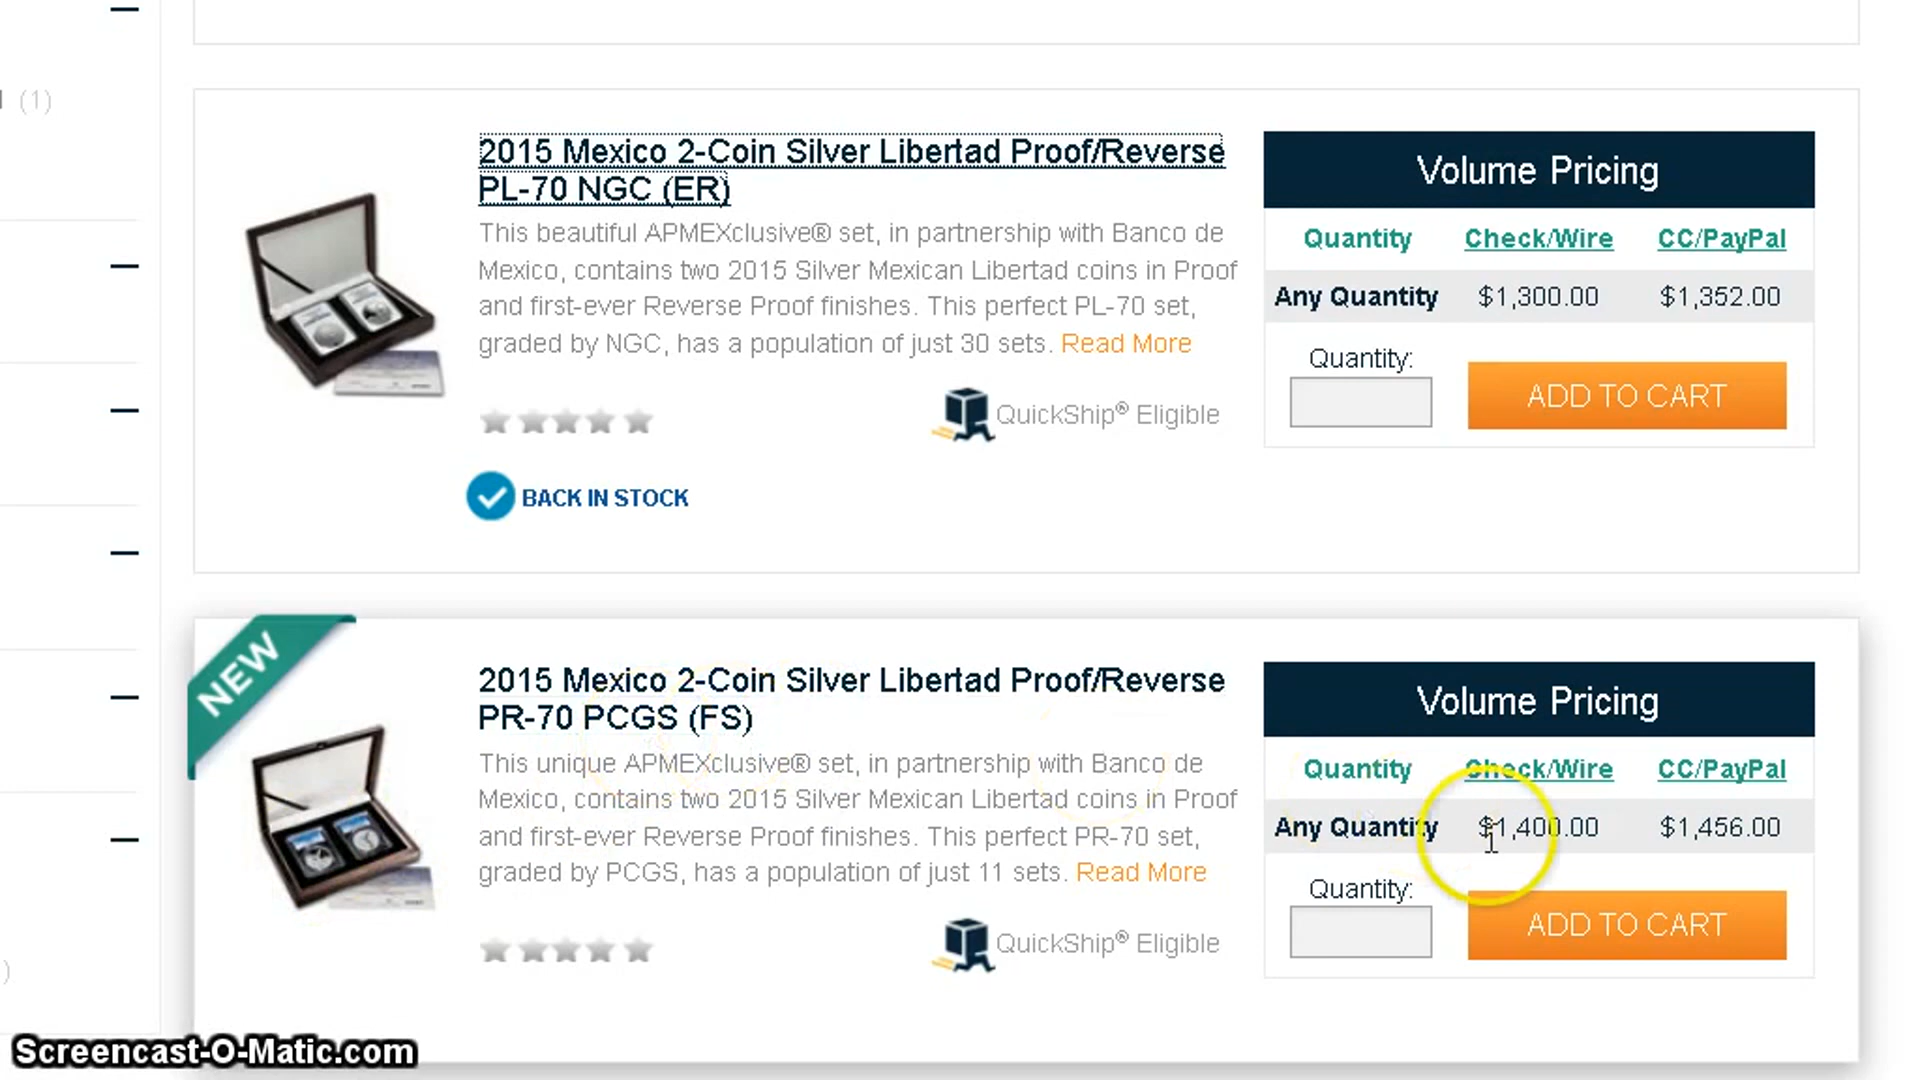 (1)
2015 Mexico 2-Coin Silver Libertad Proof/Reverse
PL-70 NGC (ER)
This beautiful APMEXclusive® set, in partnership with Banco de
Mexico, contains two 2015 Silver Mexican Libertad coins in Proof
and first-ever Reverse Proof finishes. This perfect PL-70 set,
graded by NGC, has a population of just 30 sets. Read More
QuickShip® Eligible
BACK IN STOCK
Volume Pricing
Quantity Check/Wire CC/PayPal
Any Quantity $1,300.00 $1,352.00
Quantity:
ADD TO CART
NEW
2015 Mexico 2-Coin Silver Libertad Proof/Reverse
PR-70 PCGS (FS)
This unique APMEXclusive® set, in partnership with Banco de
Mexico, contains two 2015 Silver Mexican Libertad coins in Proof
and first-ever Reverse Proof finishes. This perfect PR-70 set,
graded by PCGS, has a population of just 11 sets. Read More
QuickShip® Eligible
Volume Pricing
Quantity Check/Wire CC/PayPal
Any Quantity $1,400.00 $1,456.00
Quantity:
ADD TO CART
)
Screencast-O-Matic.com